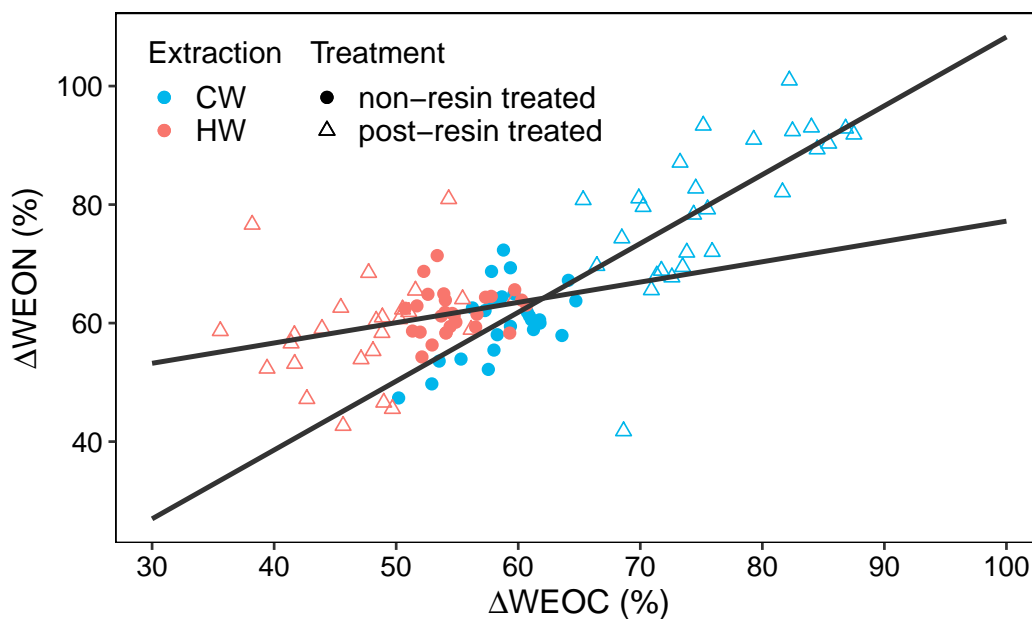 Extraction
CW
HW
Treatment
non−resin treated
post−resin treated
ΔWEON (%)
100
80
60
40
30 40 50 60 70 80 90 100
ΔWEOC (%)